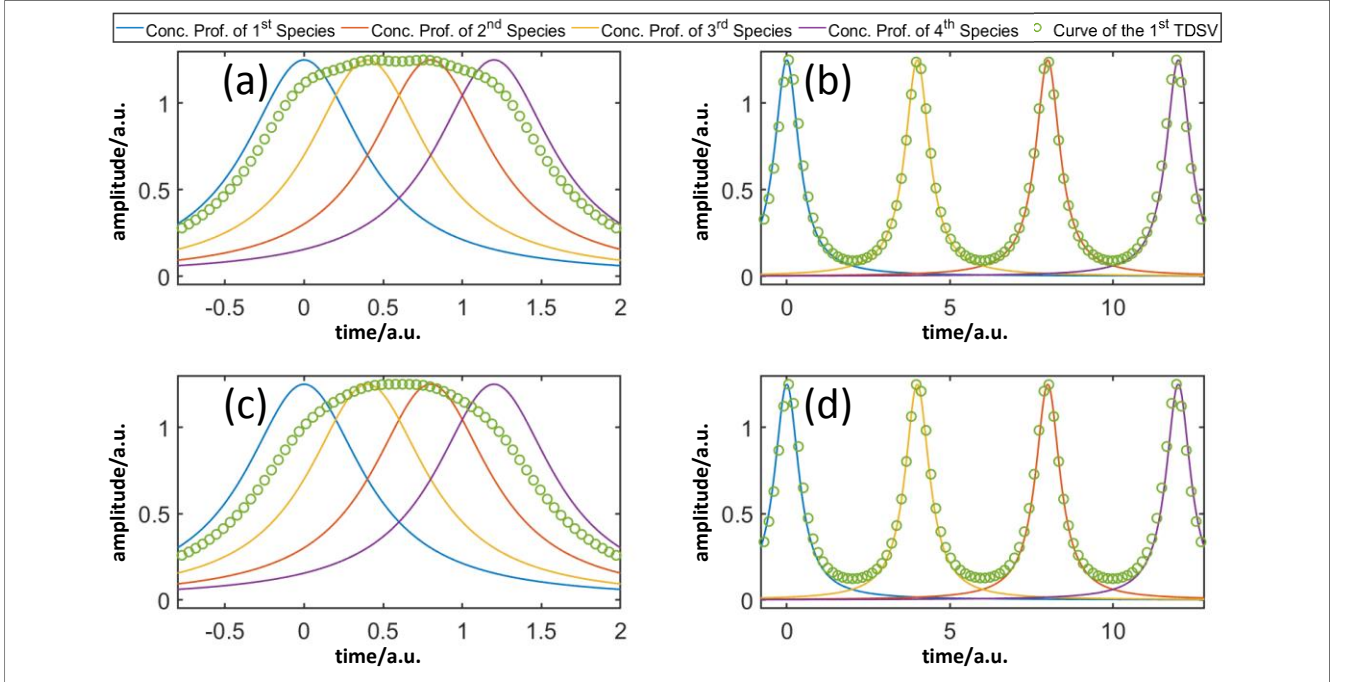 Conc. Prof. of 1st Species Conc. Prof. of 2nd Species Conc. Prof. of 3rd Species Conc. Prof. of 4th Species Curve of the 1st TDSV
(a)
amplitude/a.u.
1
0.5
0
-0.5 0 0.5 1 1.5 2
time/a.u.
(b)
amplitude/a.u.
1
0.5
0
0 5 10
time/a.u.
(c)
amplitude/a.u.
1
0.5
0
-0.5 0 0.5 1 1.5 2
time/a.u.
(d)
amplitude/a.u.
1
0.5
0
0 5 10
time/a.u.